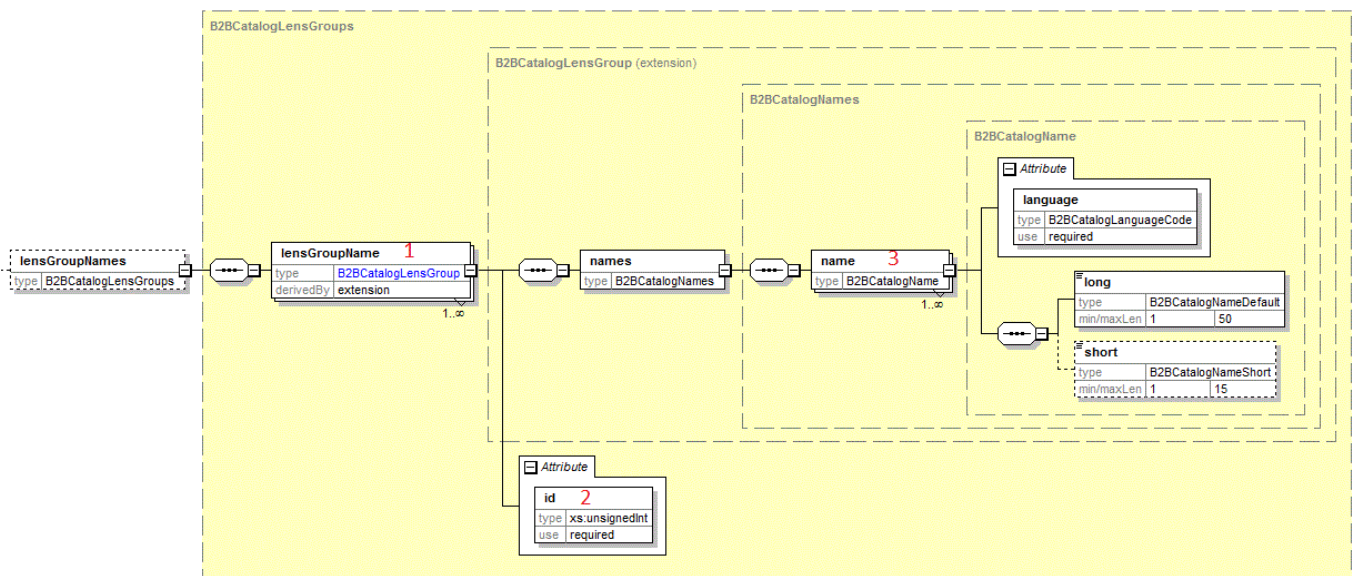 B2BCatalogLensGroups
B2BCatalogLensGroup (extension)
B2BCatalogNames
B2BCatalogName
Attribute
language
type B2BCatalogLanguageCode
use required
lensGroupNames
type B2BCatalogLensGroups
lensGroupName 1
type B2BCatalogLensGroup
derivedBy extension
1..∞
names
type B2BCatalogNames
name 3
type B2BCatalogName
1..∞
long
type B2BCatalogNameDefault
min/maxLen 1 50
short
type B2BCatalogNameShort
min/maxLen 1 15
Attribute
id 2
type xs:unsignedInt
use required